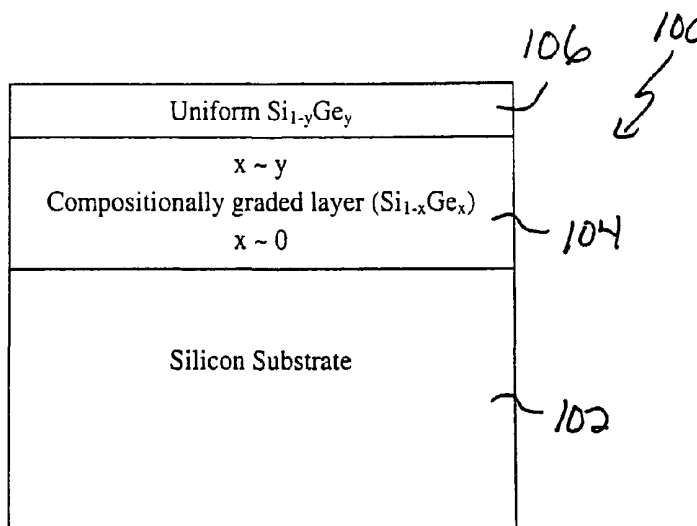 106
100
Uniform Si₁₋yGey
x ~ y
Compositionally graded layer (Si₁₋ₓGeₓ)
x ~ 0
104
Silicon Substrate
102